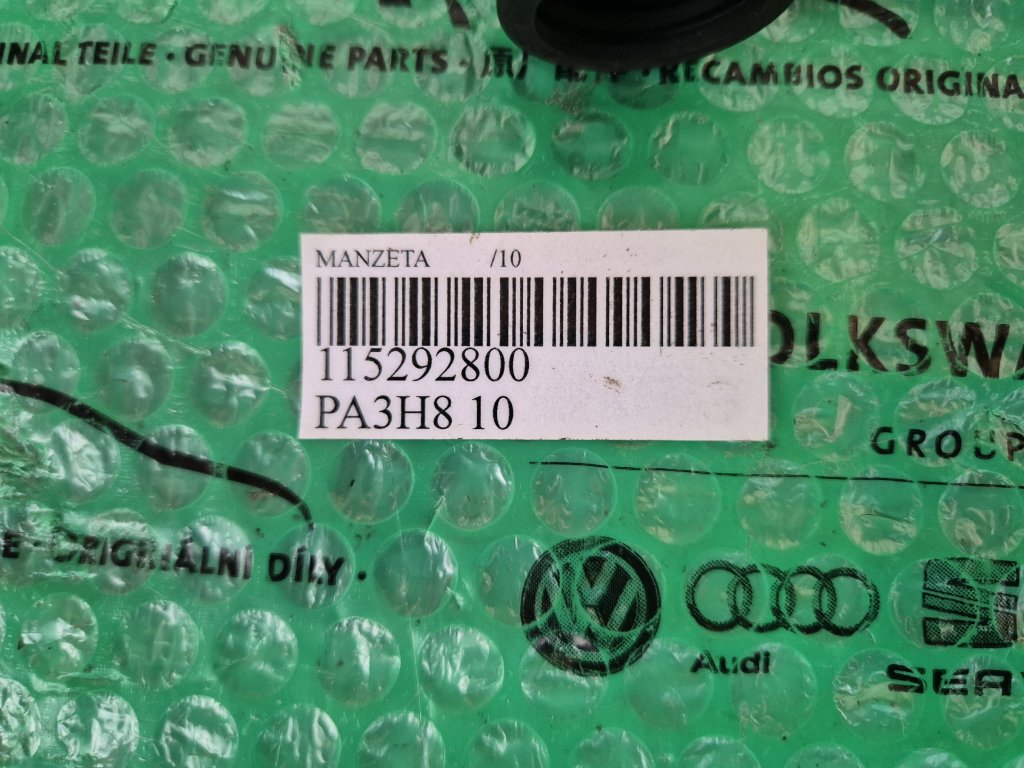 INAL TEILE · GENUINE PARTS ·
· RECAMBIOS ORIGINA
MANZETA /10
115292800
PA3H8 10
OLKSWA
GROUP
E · ORIGINÁLNÍ DÍLY ·
Audi
SEA